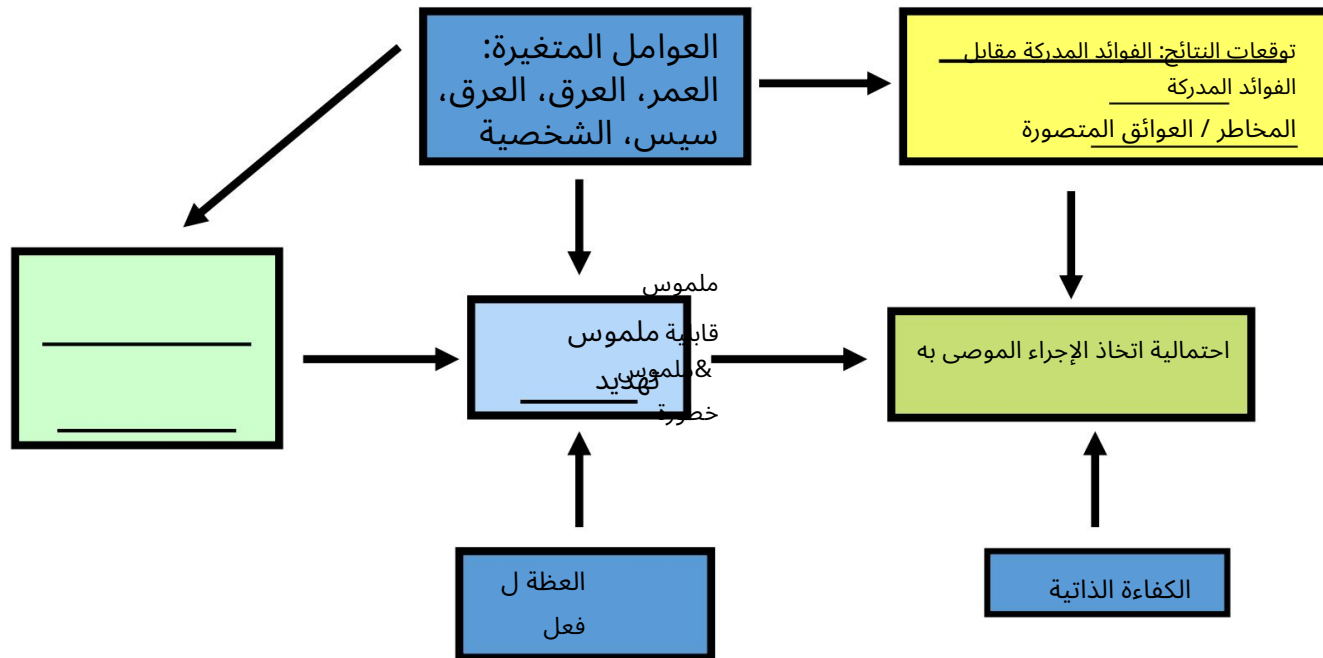 العوامل المتغيرة:
العمر، العرق، العرق،
سيس، الشخصية
توقعات النتائج: الفوائد المدركة مقابل
الفوائد المدركة
المخاطر / العوائق المتصورة
ملموس
قابلية
&ملموس
خطورة
ملموس
تهديد
احتمالية اتخاذ الإجراء الموصى به
العظة ل
فعل
الكفاءة الذاتية